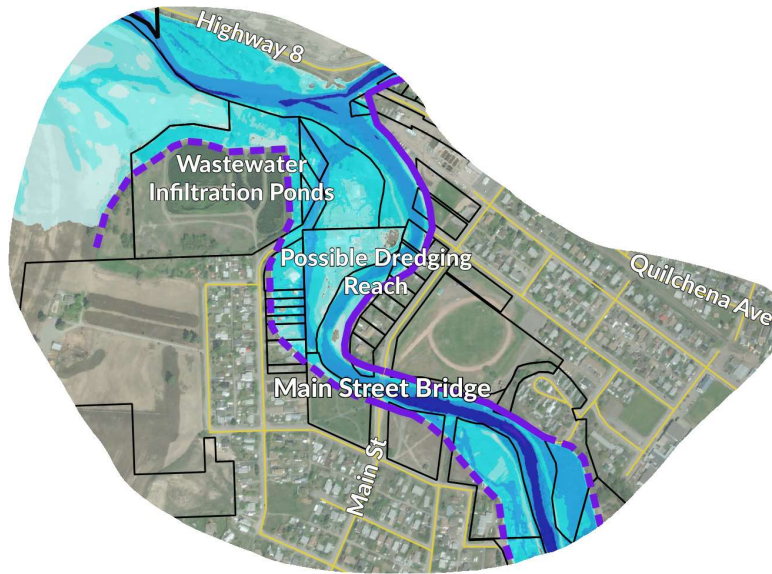 Highway 8
Wastewater
Infiltration Ponds
Possible Dredging
Reach
Quilchena Ave
Main Street Bridge
Main St